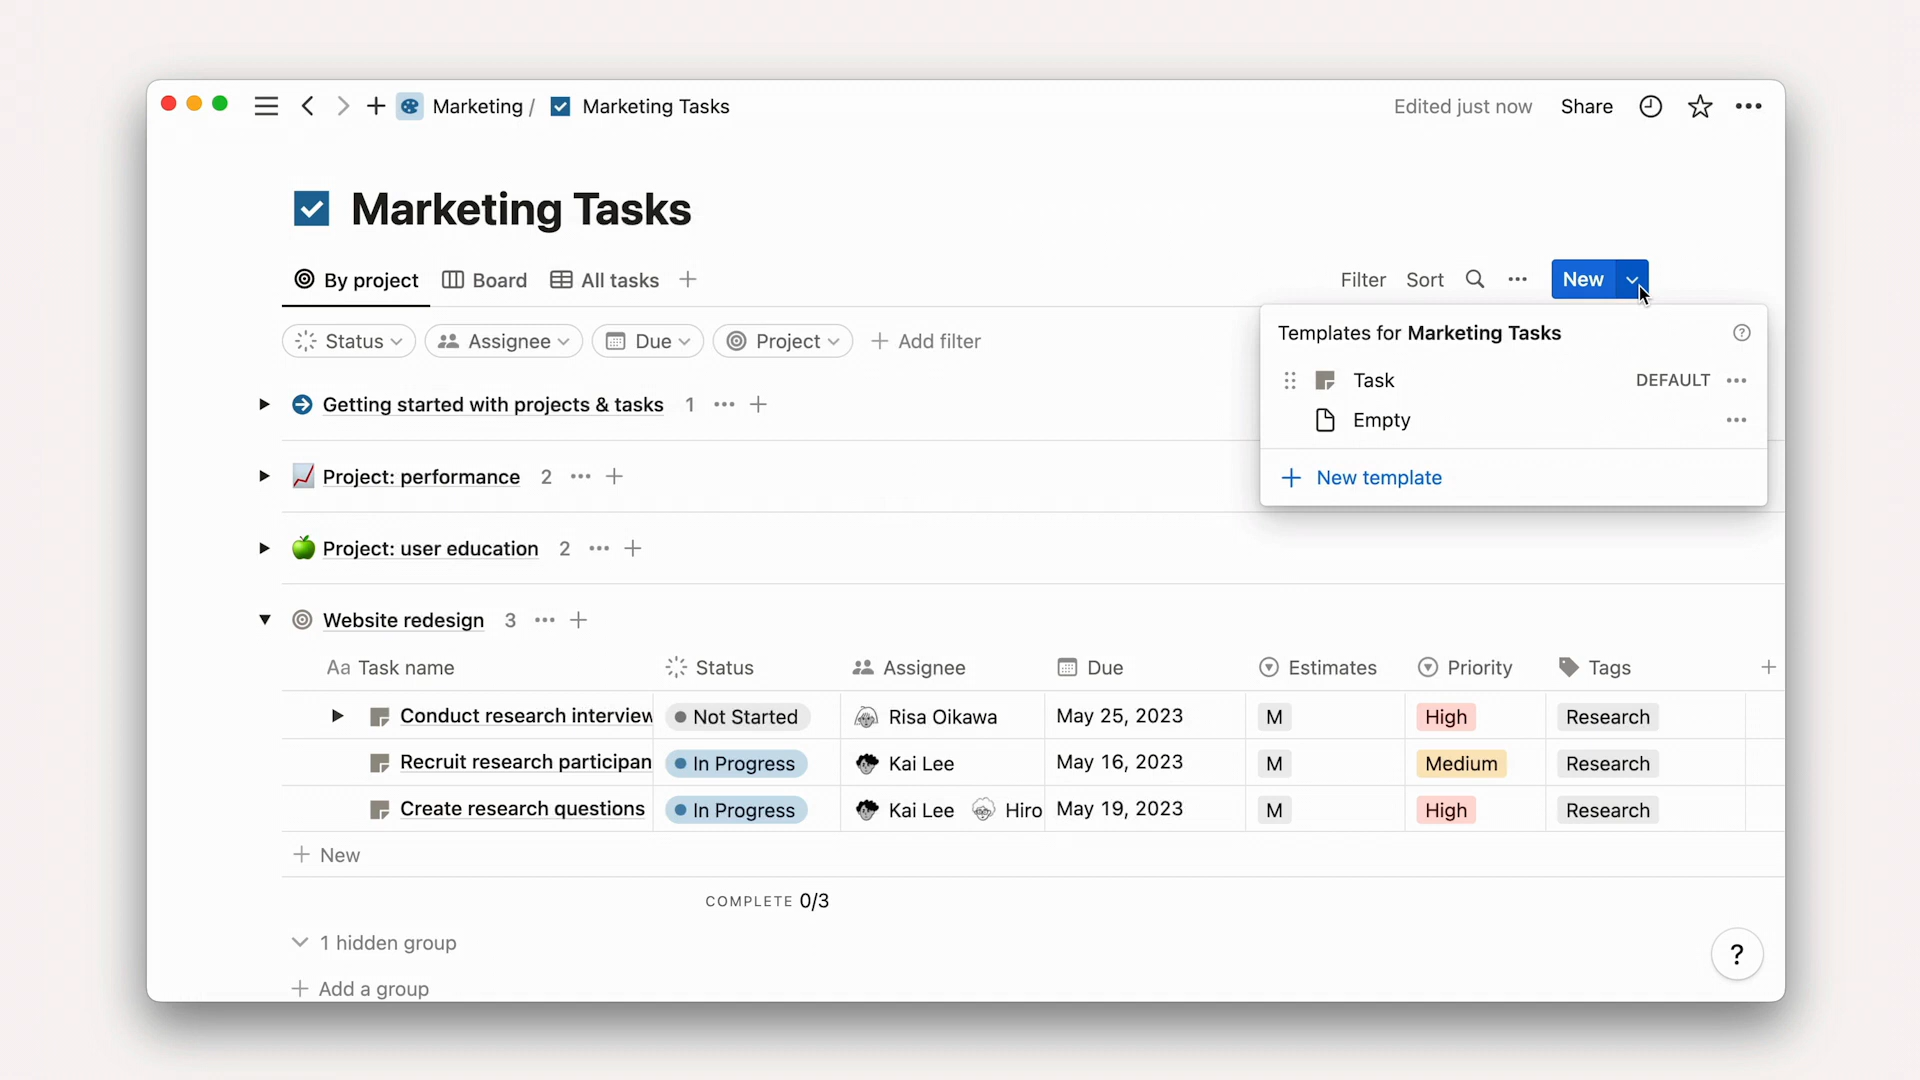 Marketing / Marketing Tasks
Edited just now Share
Marketing Tasks
By project Board All tasks
Filter Sort New
Status Assignee Due Project Add filter
Templates for Marketing Tasks
Task DEFAULT
Empty
New template
Getting started with projects & tasks 1
Project: performance 2
Project: user education 2
Website redesign 3
Aa Task name Status Assignee Due Estimates Priority Tags
Conduct research interview Not Started Risa Oikawa May 25, 2023 M High Research
Recruit research participan In Progress Kai Lee May 16, 2023 M Medium Research
Create research questions In Progress Kai Lee Hiro May 19, 2023 M High Research
New
COMPLETE 0/3
1 hidden group
Add a group
?